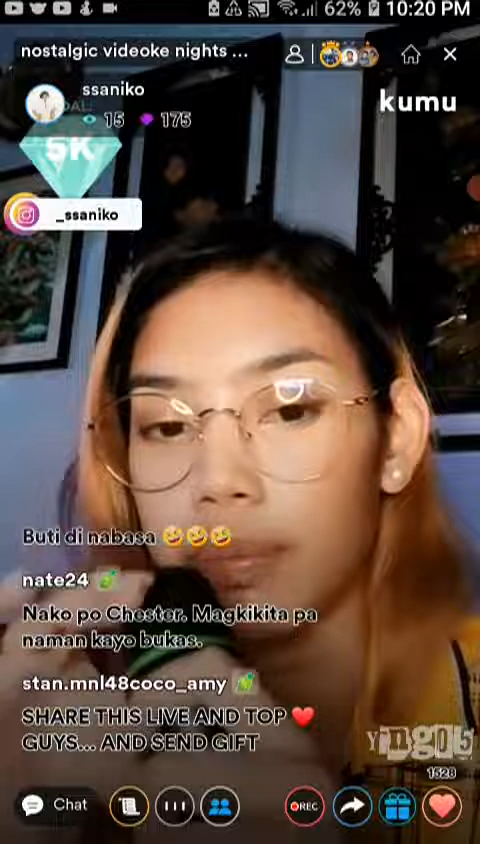 62% 10:20 PM
nostalgic videoke nights ...
ssaniko
15 175
kumu
5K
_ssaniko
Buti di nabasa 🤣🤣🤣
nate24
Nako po Chester. Magkikita pa
naman kayo bukas.
stan.mnl48coco_amy
SHARE THIS LIVE AND TOP ❤️
GUYS... AND SEND GIFT
Yngo5
1528
Chat
REC